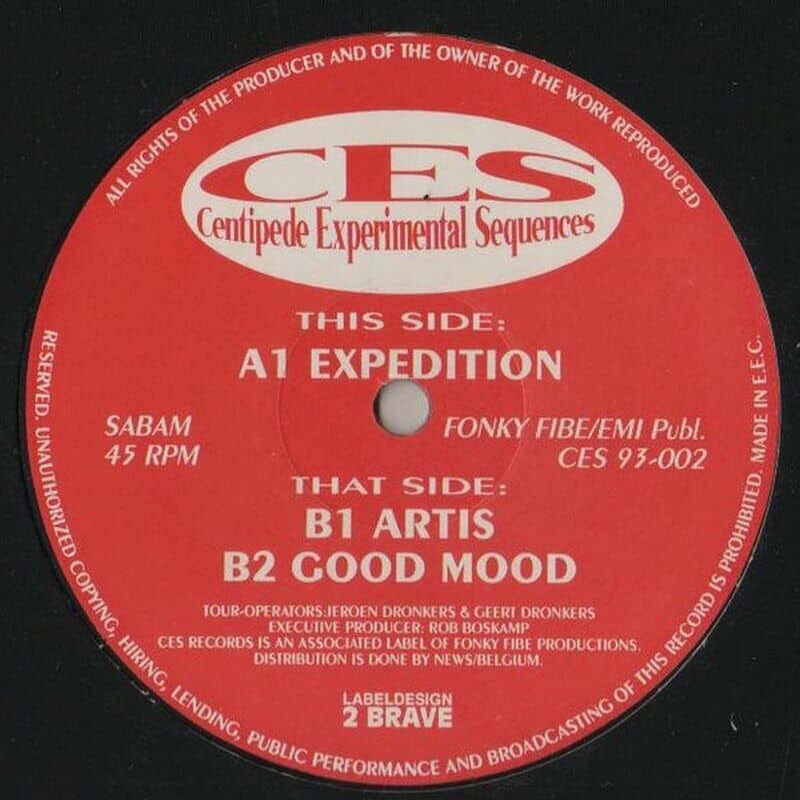 ALL RIGHTS OF THE PRODUCER AND OF THE OWNER OF THE WORK REPRODUCED
CES
Centipede Experimental Sequences
THIS SIDE:
A1 EXPEDITION
SABAM
45 RPM
FONKY FIBE/EMI Publ.
CES 93-002
THAT SIDE:
B1 ARTIS
B2 GOOD MOOD
TOUR-OPERATORS:JEROEN DRONKERS & GEERT DRONKERS
EXECUTIVE PRODUCER: ROB BOSKAMP
CES RECORDS IS AN ASSOCIATED LABEL OF FONKY FIBE PRODUCTIONS.
DISTRIBUTION IS DONE BY NEWS/BELGIUM.
LABELDESIGN
2 BRAVE
RESERVED. UNAUTHORIZED COPYING, HIRING, LENDING, PUBLIC PERFORMANCE AND BROADCASTING OF THIS RECORD IS PROHIBITED. MADE IN E.E.C.